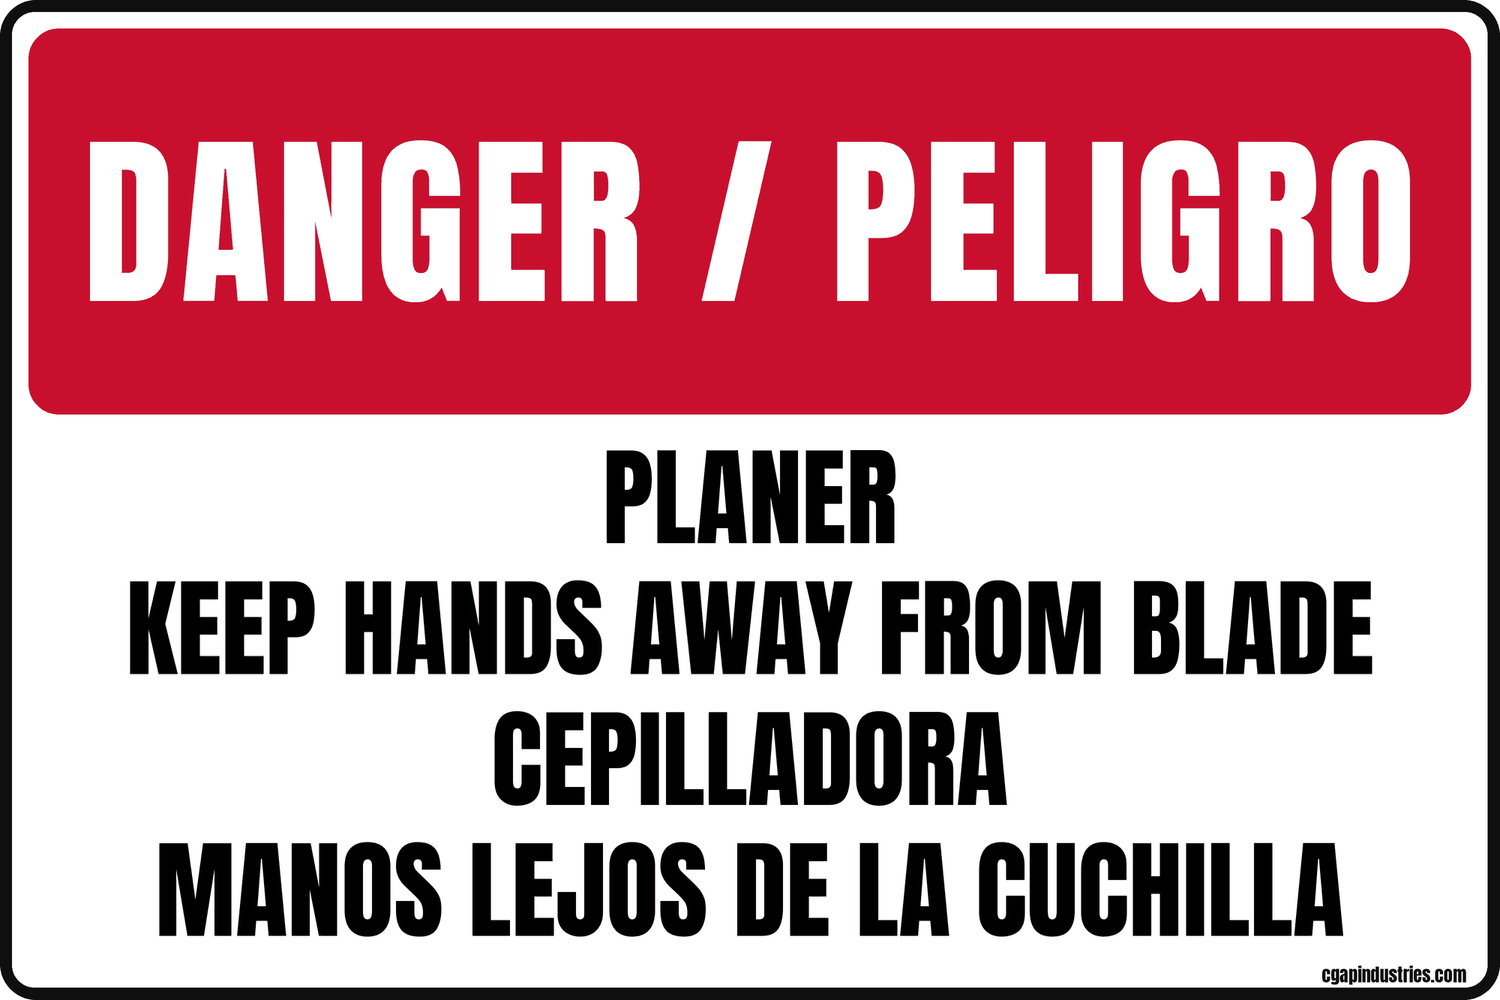 DANGER / PELIGRO
PLANER
KEEP HANDS AWAY FROM BLADE
CEPILLADORA
MANOS LEJOS DE LA CUCHILLA
cgapindustries.com